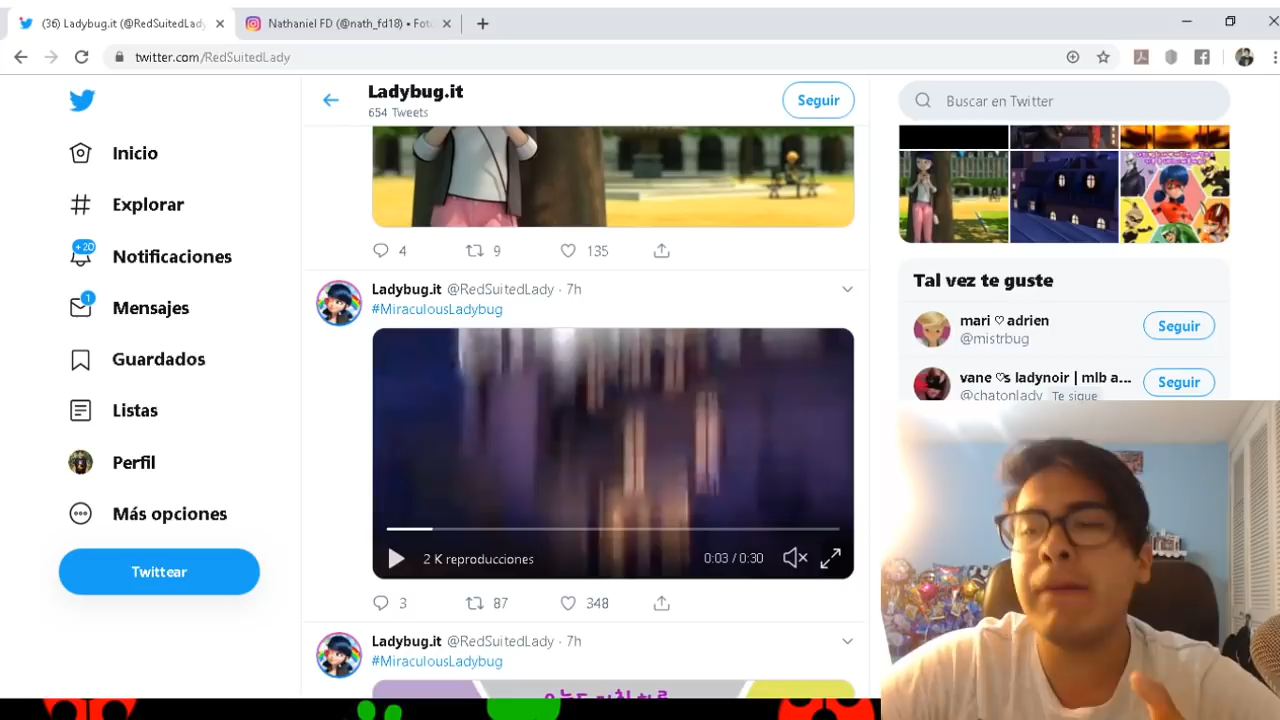 (36) Ladybug.it (@RedSuitedLady
Nathaniel FD (@nath_fd18) • Fot
twitter.com/RedSuitedLady
Ladybug.it
654 Tweets
Seguir
Buscar en Twitter
Inicio
Explorar
+20
Notificaciones
1
Mensajes
Guardados
Listas
Perfil
Más opciones
Twittear
4
9
135
Ladybug.it @RedSuitedLady · 7h
#MiraculousLadybug
2 K reproducciones
0:03 / 0:30
3
87
348
Ladybug.it @RedSuitedLady · 7h
#MiraculousLadybug
Tal vez te guste
mari ♡ adrien
@mistrbug
Seguir
vane ♡s ladynoir | mlb a...
@chatonlady Te sigue
Seguir